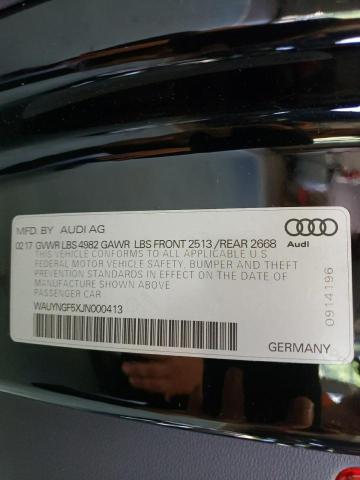 MFD. BY AUDI AG
02 17 GVWR LBS 4982 GAWR LBS FRONT 2513 /REAR 2668
THIS VEHICLE CONFORMS TO ALL APPLICABLE U.S
FEDERAL MOTOR VEHICLE SAFETY, BUMPER AND THEFT
PREVENTION STANDARDS IN EFFECT ON THE DATE OF
MANUFACTURE SHOWN ABOVE
PASSENGER CAR
WAUYNGF5XJN000413
Audi
GERMANY
0914196